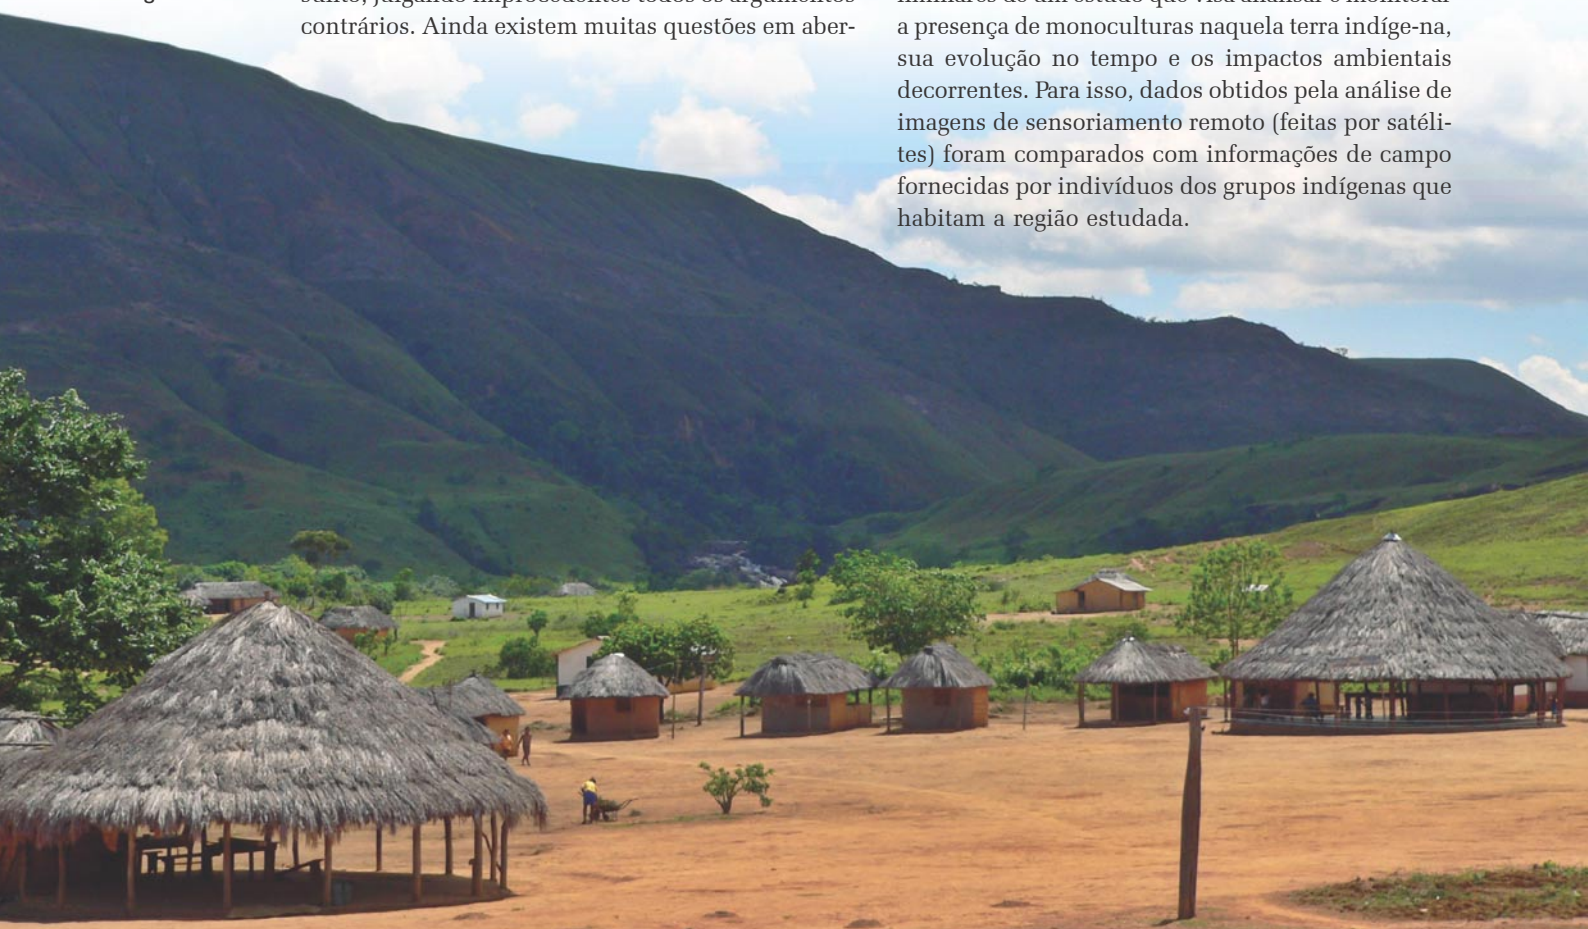 contrários. Ainda existem muitas questões em aber-
a presença de monoculturas naquela terra indíge-na,
sua evolução no tempo e os impactos ambientais
decorrentes. Para isso, dados obtidos pela análise de
imagens de sensoriamento remoto (feitas por satéli-
tes) foram comparados com informações de campo
fornecidas por indivíduos dos grupos indígenas que
habitam a região estudada.